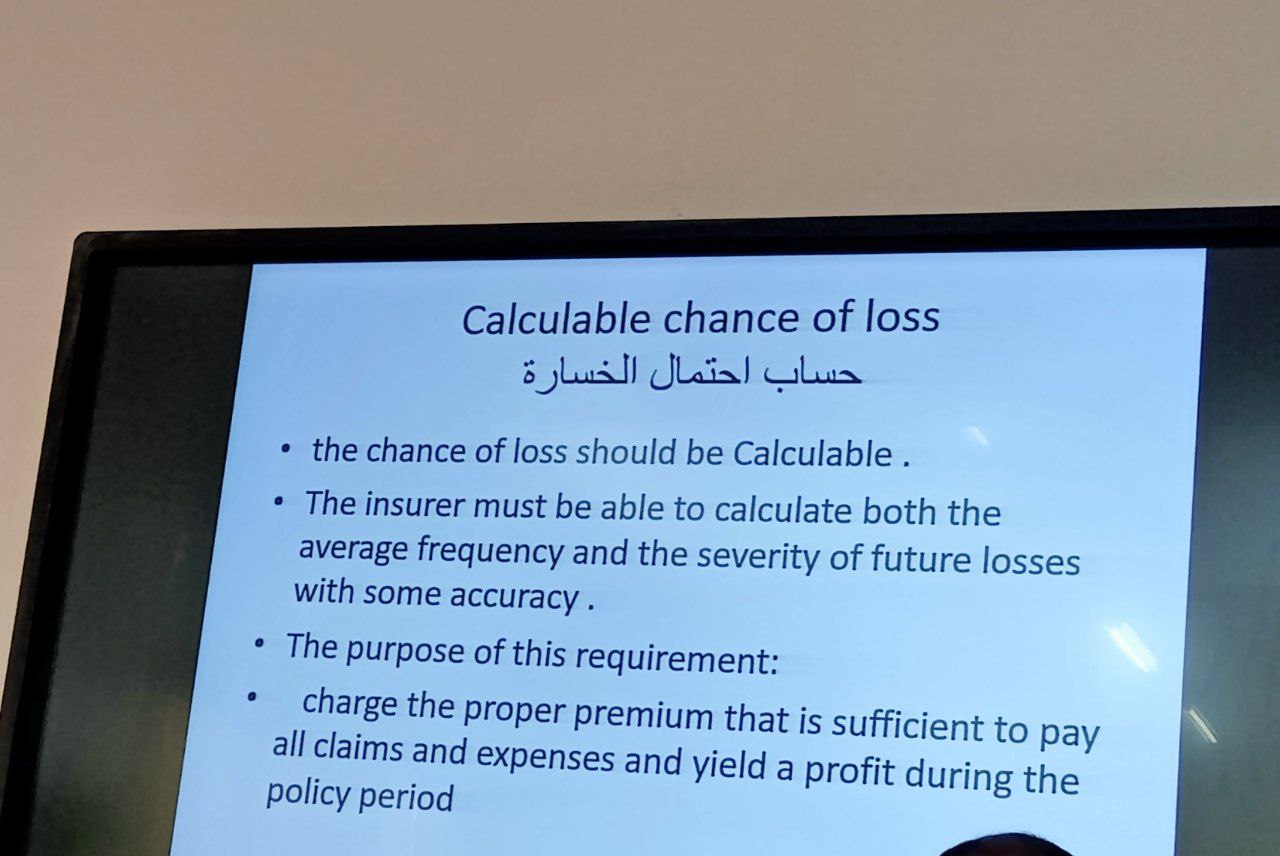 Calculable chance of loss
حساب احتمال الخسارة
• the chance of loss should be Calculable .
• The insurer must be able to calculate both the
average frequency and the severity of future losses
with some accuracy .
• The purpose of this requirement:
• charge the proper premium that is sufficient to pay
all claims and expenses and yield a profit during the
policy period